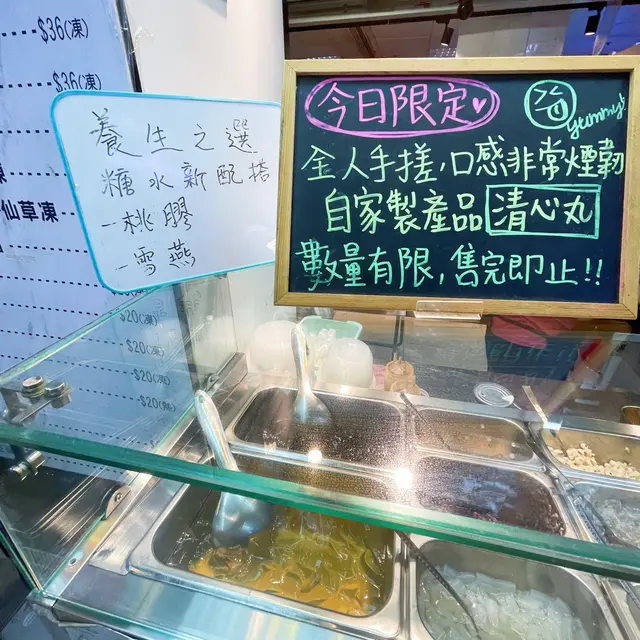 $36(凍)
$36(凍)
仙草凍
$20(凍)
$20(凍)
$20(凍)
養生之選
糖水新配搭
-桃膠
-雪燕
今日限定
yummy!
全人手搓,口感非常煙韌
自家製產品 清心丸
數量有限,售完即止!!